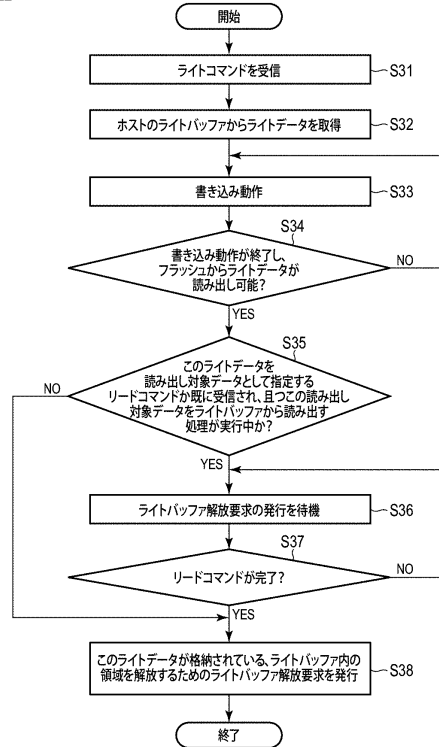 開始
ライトコマンドを受信
S31
ホストのライトバッファからライトデータを取得
S32
書き込み動作
S33
S34
書き込み動作が終了し、
フラッシュからライトデータが
読み出し可能?
NO
YES
S35
このライトデータを
読み出し対象データとして指定する
リードコマンドか既に受信され、且つこの読み出し
対象データをライトバッファから読み出す
処理が実行中か?
NO
YES
ライトバッファ解放要求の発行を待機
S36
S37
リードコマンドが完了?
NO
YES
このライトデータが格納されている、ライトバッファ内の
領域を解放するためのライトバッファ解放要求を発行
S38
終了